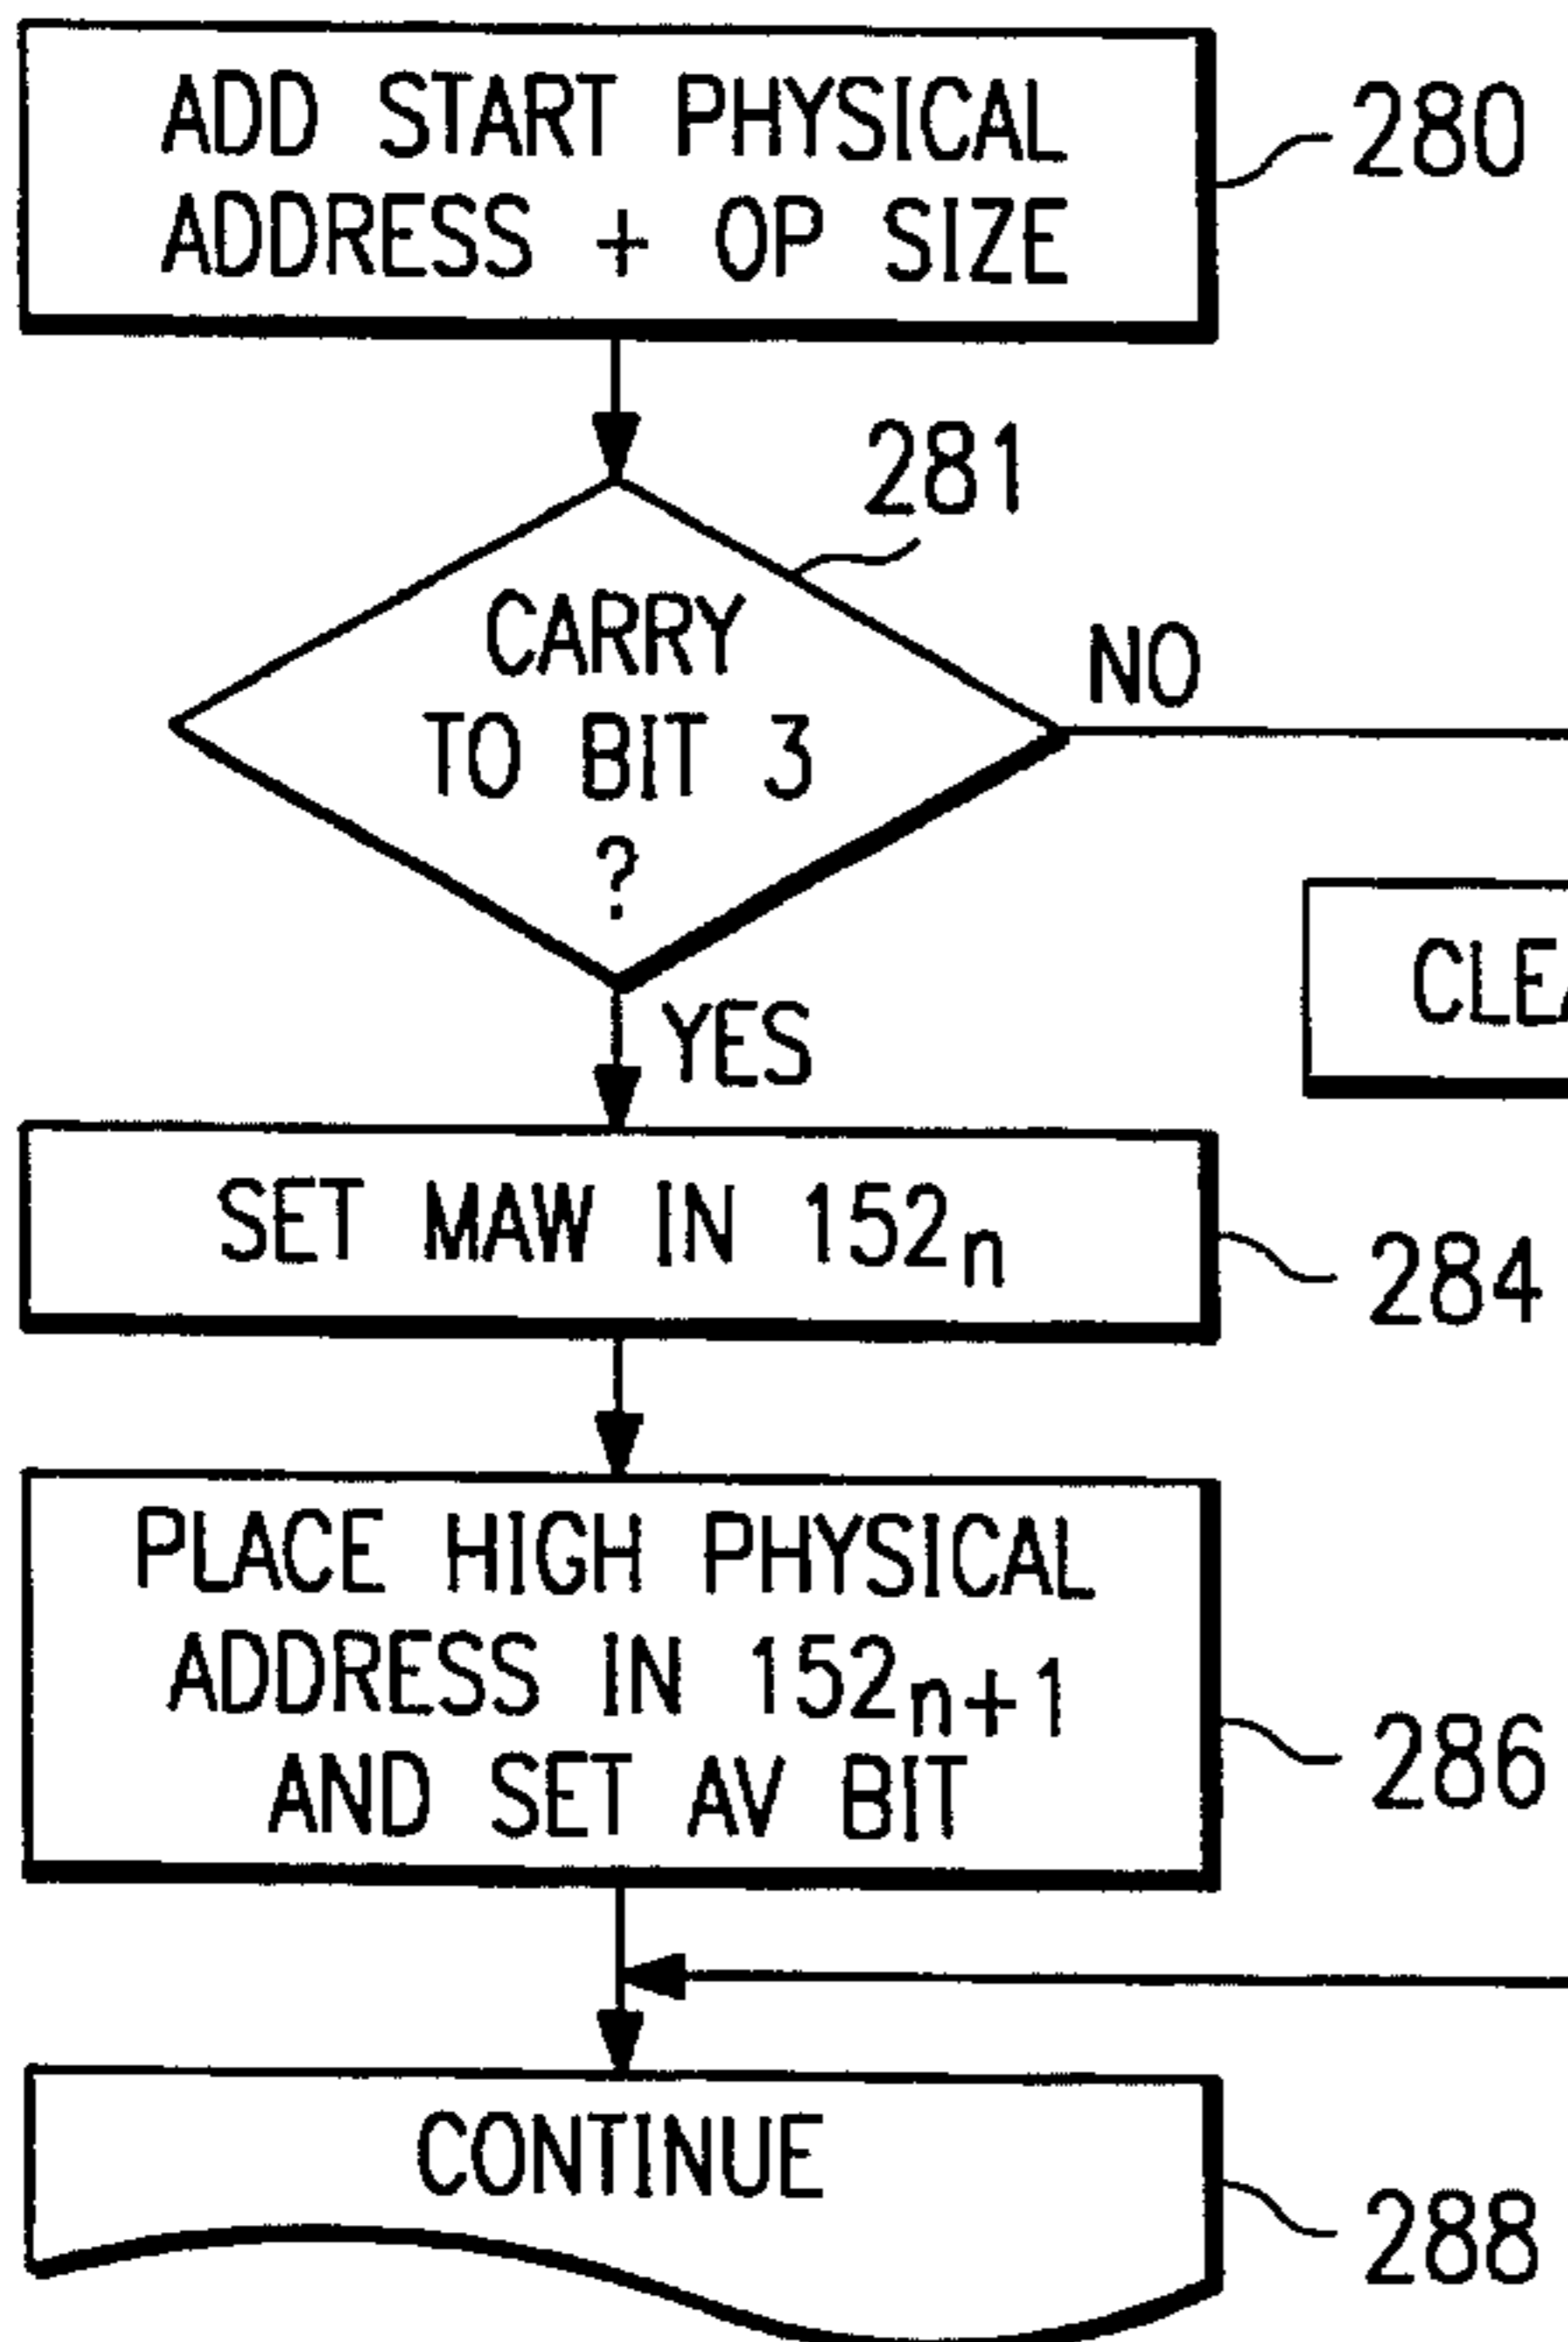 ADD START PHYSICAL
ADDRESS + OP SIZE
280
281
CARRY
TO BIT 3
?
NO
YES
SET MAW IN 152n
284
PLACE HIGH PHYSICAL
ADDRESS IN 152n+1
AND SET AV BIT
286
CONTINUE
288